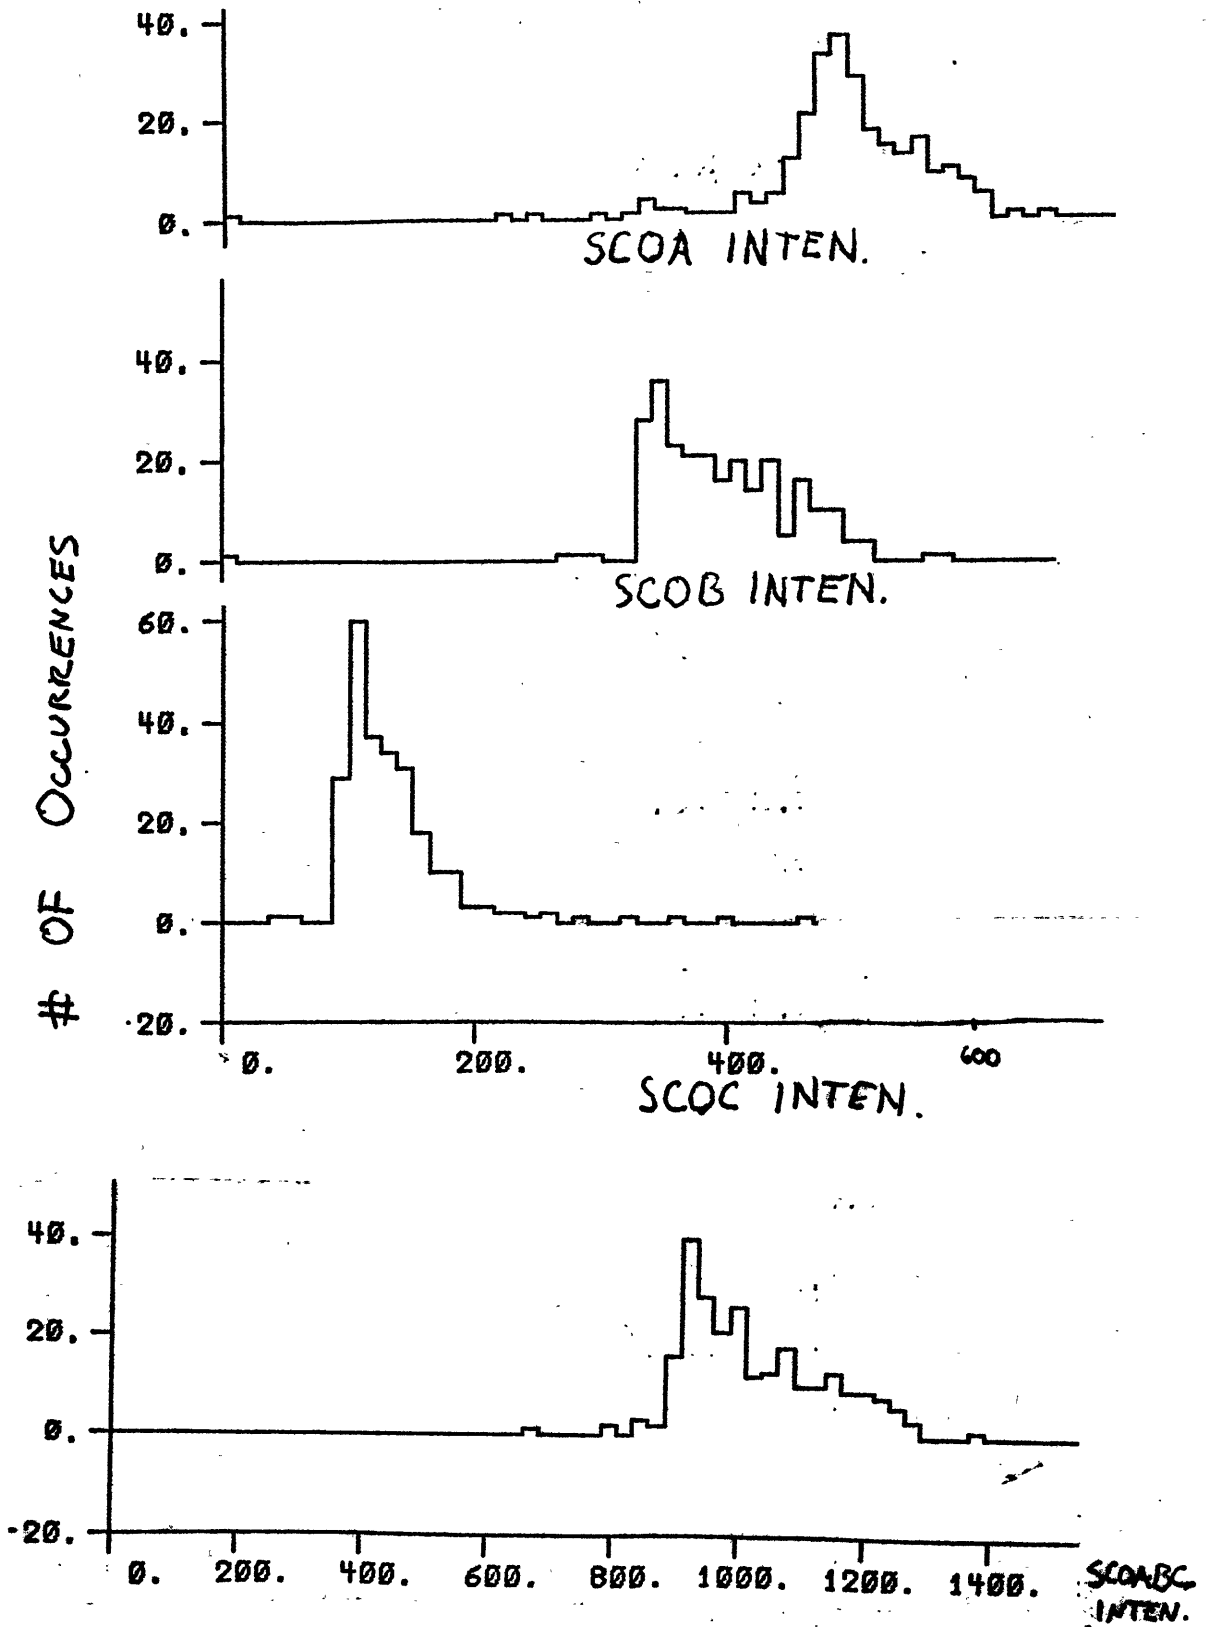 40.
20.
0.
SCOA INTEN.
40.
20.
0.
SCOB INTEN.
# OF OCCURRENCES
60.
40.
20.
0.
-20.
0. 200. 400. 600
SCOC INTEN.
40.
20.
0.
-20.
0. 200. 400. 600. 800. 1000. 1200. 1400. SCOABC
INTEN.